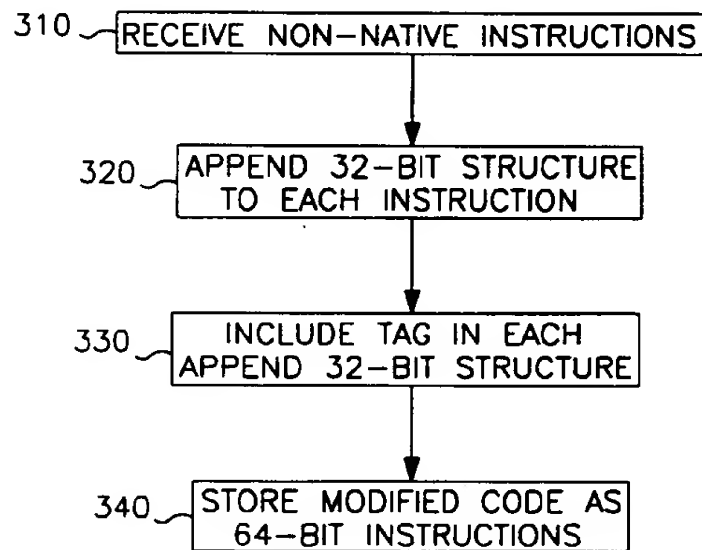 310 RECEIVE NON-NATIVE INSTRUCTIONS
320 APPEND 32-BIT STRUCTURE
TO EACH INSTRUCTION
330 INCLUDE TAG IN EACH
APPEND 32-BIT STRUCTURE
340 STORE MODIFIED CODE AS
64-BIT INSTRUCTIONS